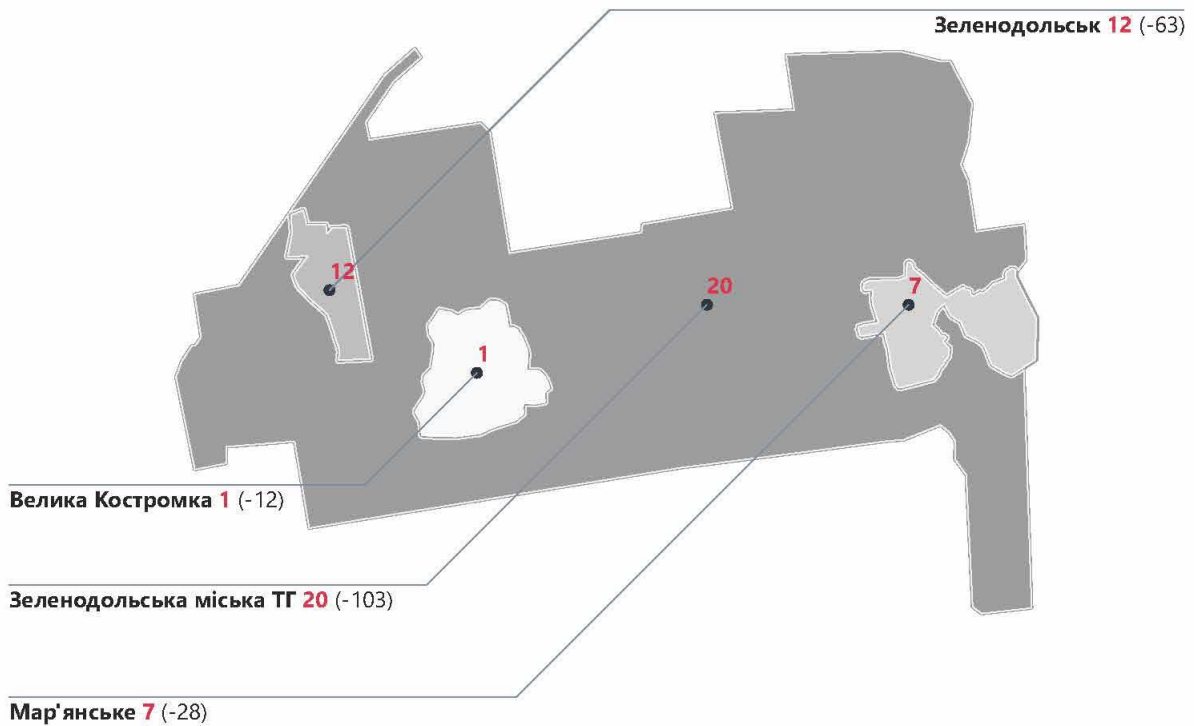 Зеленодольськ 12 (-63)
12
20
7
1
Велика Костромка 1 (-12)
Зеленодольська міська ТГ 20 (-103)
Мар'янське 7 (-28)